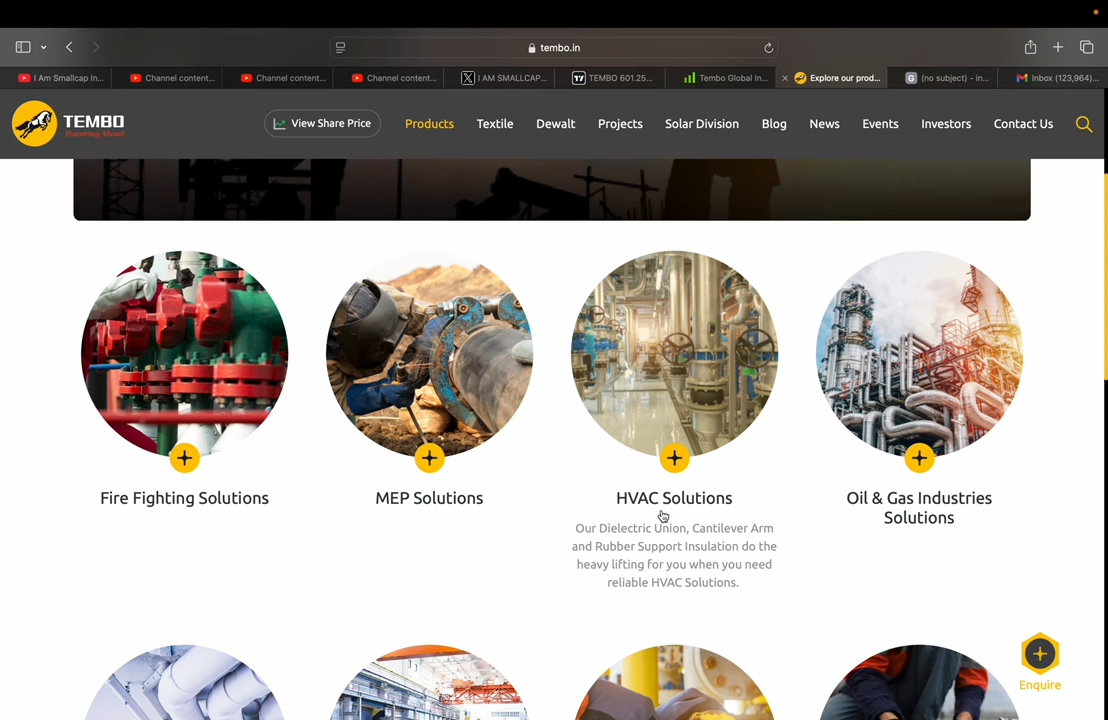 tembo.in
I Am Smallcap In...
Channel content...
Channel content...
Channel content...
I AM SMALLCAP...
TEMBO 601.25...
Tembo Global In...
Explore our prod...
(no subject) - in...
Inbox (123,964)...
TEMBO
Powering Ahead
View Share Price
Products
Textile
Dewalt
Projects
Solar Division
Blog
News
Events
Investors
Contact Us
Fire Fighting Solutions
MEP Solutions
HVAC Solutions
Our Dielectric Union, Cantilever Arm
and Rubber Support Insulation do the
heavy lifting for you when you need
reliable HVAC Solutions.
Oil & Gas Industries
Solutions
Enquire